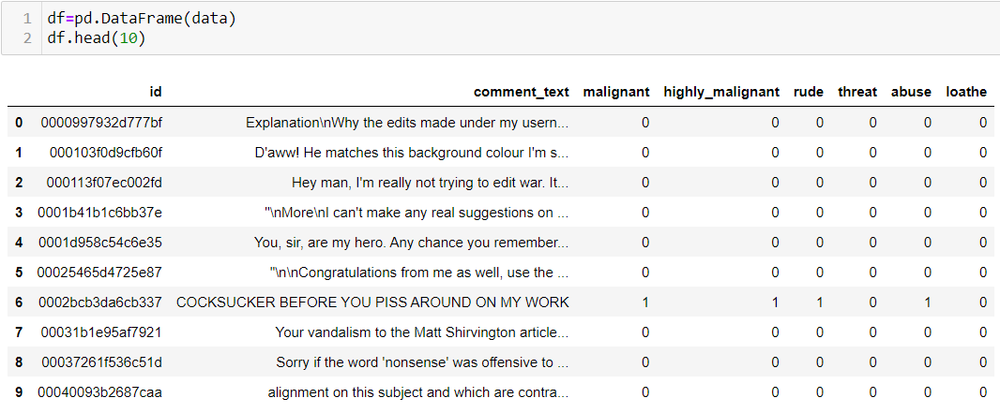 1 df=pd.DataFrame(data)
2 df.head(10)
id comment_text malignant highly_malignant rude threat abuse loathe
0 0000997932d777bf Explanation\nWhy the edits made under my usern... 0 0 0 0 0 0
1 000103f0d9cfb60f D'aww! He matches this background colour I'm s... 0 0 0 0 0 0
2 000113f07ec002fd Hey man, I'm really not trying to edit war. It... 0 0 0 0 0 0
3 0001b41b1c6bb37e "\nMore\nI can't make any real suggestions on ... 0 0 0 0 0 0
4 0001d958c54c6e35 You, sir, are my hero. Any chance you remember... 0 0 0 0 0 0
5 00025465d4725e87 "\n\nCongratulations from me as well, use the ... 0 0 0 0 0 0
6 0002bcb3da6cb337 COCKSUCKER BEFORE YOU PISS AROUND ON MY WORK 1 1 1 0 1 0
7 00031b1e95af7921 Your vandalism to the Matt Shirvington article... 0 0 0 0 0 0
8 00037261f536c51d Sorry if the word 'nonsense' was offensive to ... 0 0 0 0 0 0
9 00040093b2687caa alignment on this subject and which are contra... 0 0 0 0 0 0